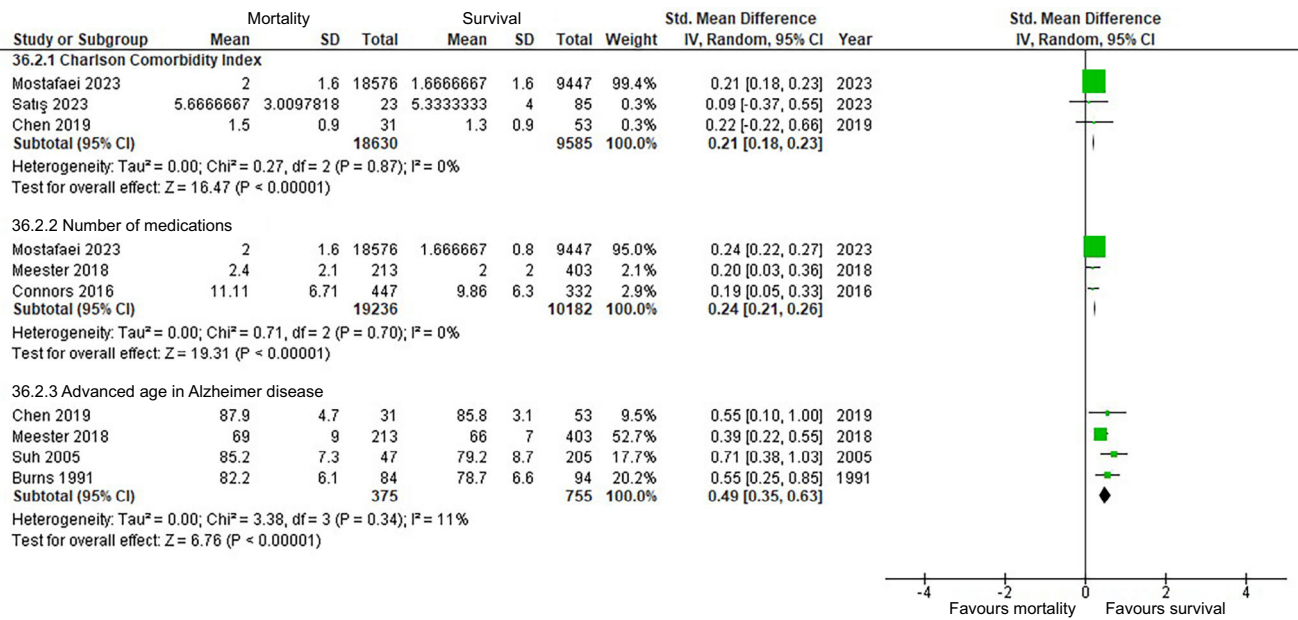 Mortality Survival Std. Mean Difference Std. Mean Difference
Study or Subgroup Mean SD Total Mean SD Total Weight IV, Random, 95% CI Year IV, Random, 95% CI
36.2.1 Charlson Comorbidity Index
Mostafaei 2023 2 1.6 18576 1.6666667 1.6 9447 99.4% 0.21 [0.18, 0.23] 2023
Satış 2023 5.6666667 3.0097818 23 5.3333333 4 85 0.3% 0.09 [-0.37, 0.55] 2023
Chen 2019 1.5 0.9 31 1.3 0.9 53 0.3% 0.22 [-0.22, 0.66] 2019
Subtotal (95% CI) 18630 9585 100.0% 0.21 [0.18, 0.23]
Heterogeneity: Tau² = 0.00; Chi² = 0.27, df = 2 (P = 0.87); I² = 0%
Test for overall effect: Z = 16.47 (P < 0.00001)
36.2.2 Number of medications
Mostafaei 2023 2 1.6 18576 1.666667 0.8 9447 95.0% 0.24 [0.22, 0.27] 2023
Meester 2018 2.4 2.1 213 2 2 403 2.1% 0.20 [0.03, 0.36] 2018
Connors 2016 11.11 6.71 447 9.86 6.3 332 2.9% 0.19 [0.05, 0.33] 2016
Subtotal (95% CI) 19236 10182 100.0% 0.24 [0.21, 0.26]
Heterogeneity: Tau² = 0.00; Chi² = 0.71, df = 2 (P = 0.70); I² = 0%
Test for overall effect: Z = 19.31 (P < 0.00001)
36.2.3 Advanced age in Alzheimer disease
Chen 2019 87.9 4.7 31 85.8 3.1 53 9.5% 0.55 [0.10, 1.00] 2019
Meester 2018 69 9 213 66 7 403 52.7% 0.39 [0.22, 0.55] 2018
Suh 2005 85.2 7.3 47 79.2 8.7 205 17.7% 0.71 [0.38, 1.03] 2005
Burns 1991 82.2 6.1 84 78.7 6.6 94 20.2% 0.55 [0.25, 0.85] 1991
Subtotal (95% CI) 375 755 100.0% 0.49 [0.35, 0.63]
Heterogeneity: Tau² = 0.00; Chi² = 3.38, df = 3 (P = 0.34); I² = 11%
Test for overall effect: Z = 6.76 (P < 0.00001)
-4 -2 0 2 4
Favours mortality Favours survival